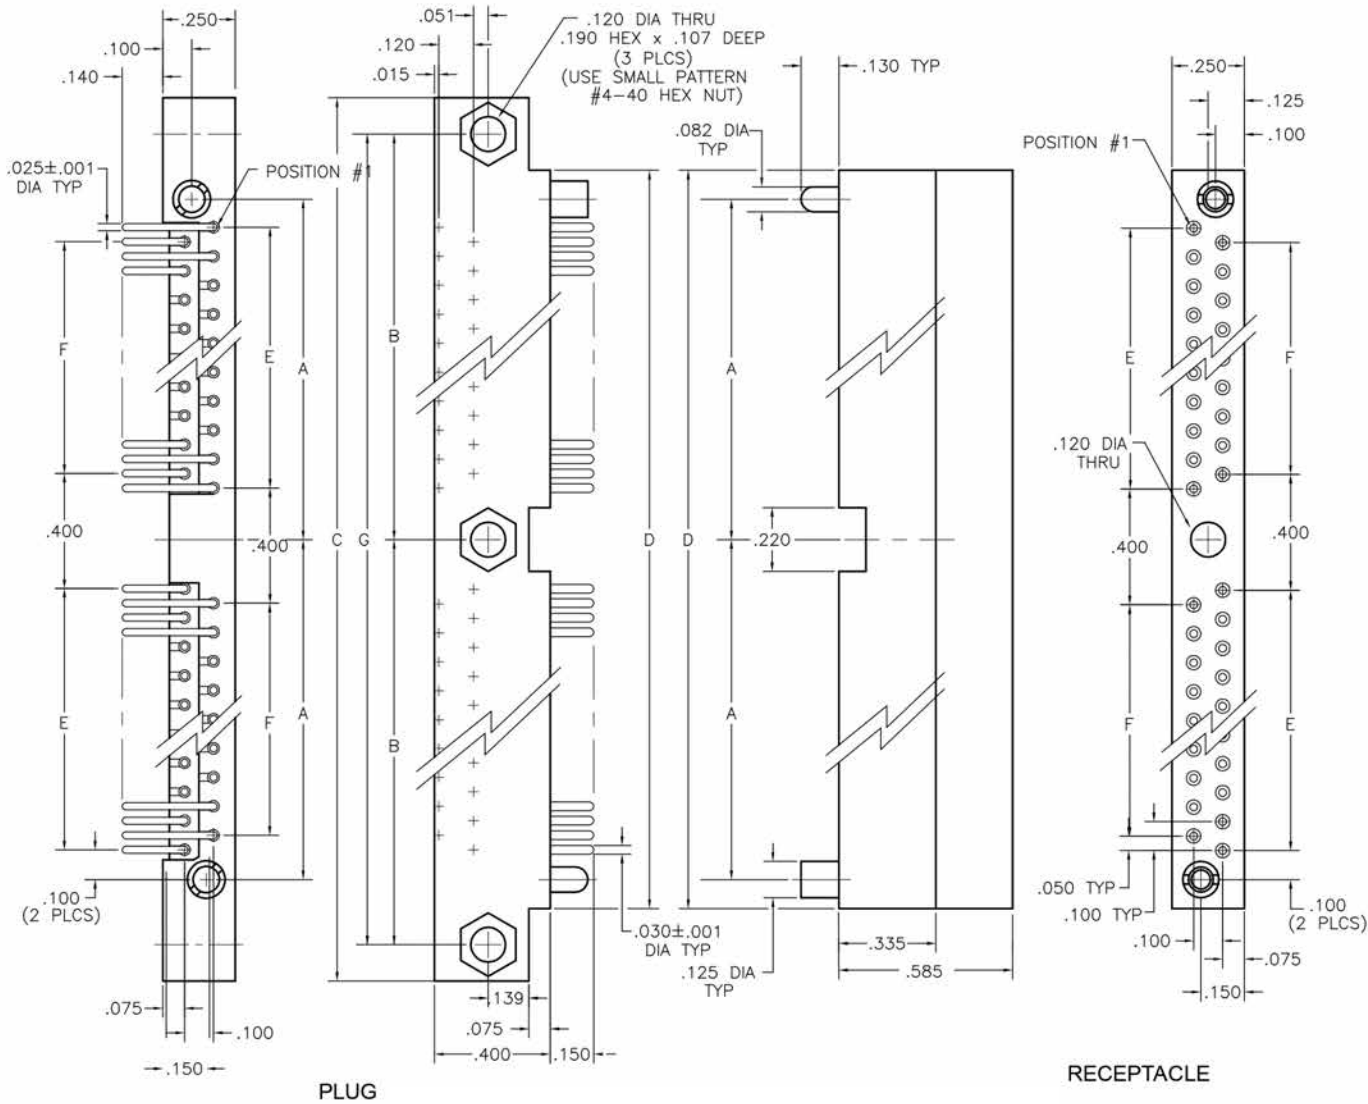 .250
.100
.140
.025±.001
DIA TYP
POSITION #1
F
E
A
.400
.400
E
F
A
.100
(2 PLCS)
.075
.100
.150
.051
.120
.015
.120 DIA THRU
.190 HEX x .107 DEEP
(3 PLCS)
(USE SMALL PATTERN
#4-40 HEX NUT)
B
C
G
D
B
.030±.001
DIA TYP
.139
.075
.400
.150
PLUG
.130 TYP
.082 DIA
TYP
A
D
.220
A
.125 DIA
TYP
.335
.585
.250
.125
.100
POSITION #1
E
F
.120 DIA
THRU
.400
.400
F
E
.050 TYP
.100 TYP
.100
(2 PLCS)
.100
.075
.150
RECEPTACLE